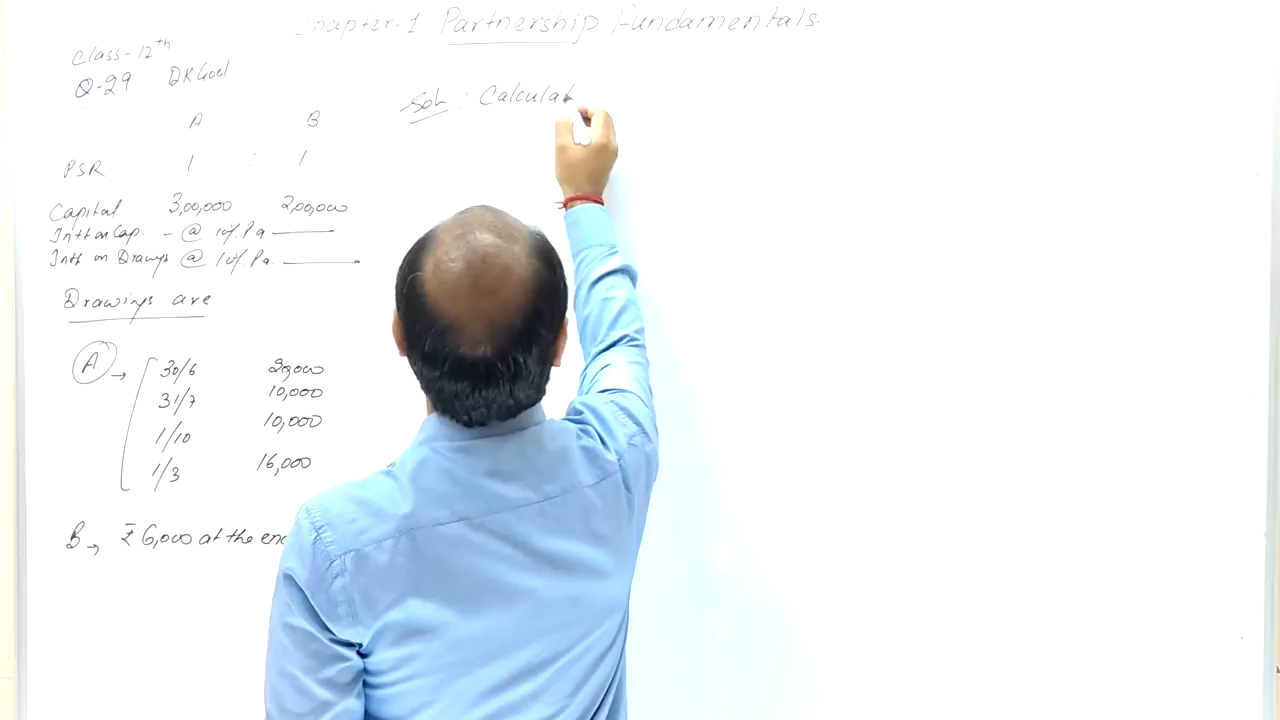 Chapter-1 Partnership Fundamentals.
Class-12th
Q-29 DK Goel
A B
PSR 1 : 1
Capital 3,00,000 2,00,000
Intt on Cap. - @ 10%. Pa.
Intt on Drawgs @ 10%. Pa.
Drawings are
A → 30/6 20,000
31/7 10,000
1/10 10,000
1/3 16,000
B → ₹ 6,000 at the end
Sol : Calculat